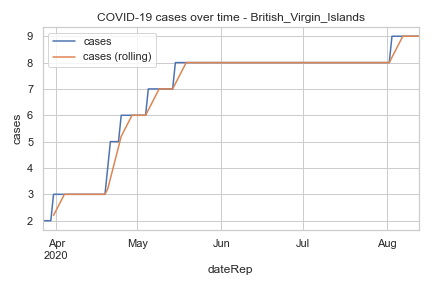 COVID-19 cases over time - British_Virgin_Islands
cases
cases (rolling)
9
8
7
6
5
4
3
2
cases
Apr May Jun Jul Aug
2020
dateRep